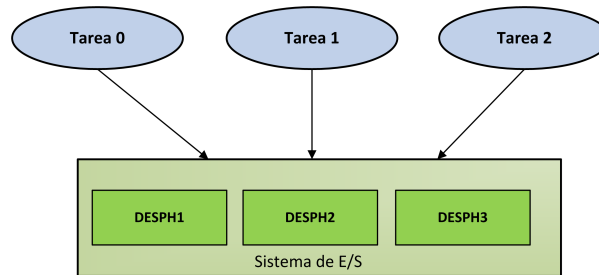 Tarea 0
Tarea 1
Tarea 2
DESPH1
DESPH2
DESPH3
Sistema de E/S